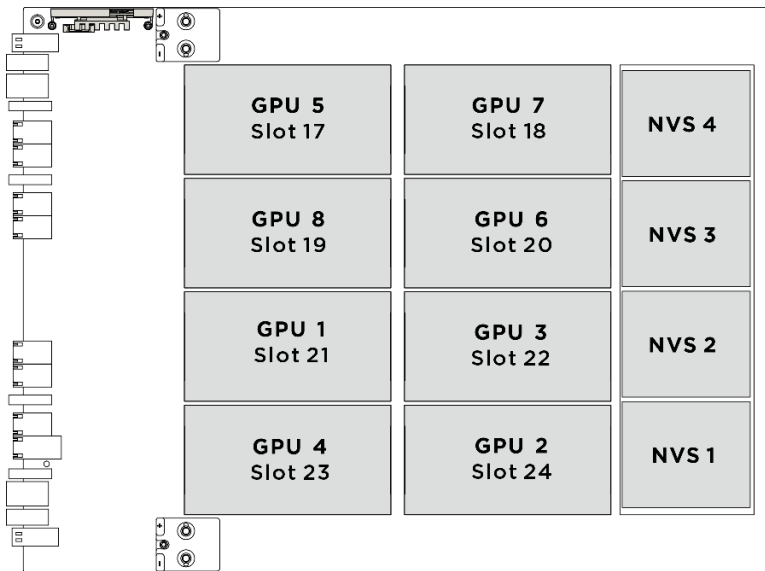 GPU 5
Slot 17
GPU 7
Slot 18
NVS 4
GPU 8
Slot 19
GPU 6
Slot 20
NVS 3
GPU 1
Slot 21
GPU 3
Slot 22
NVS 2
GPU 4
Slot 23
GPU 2
Slot 24
NVS 1